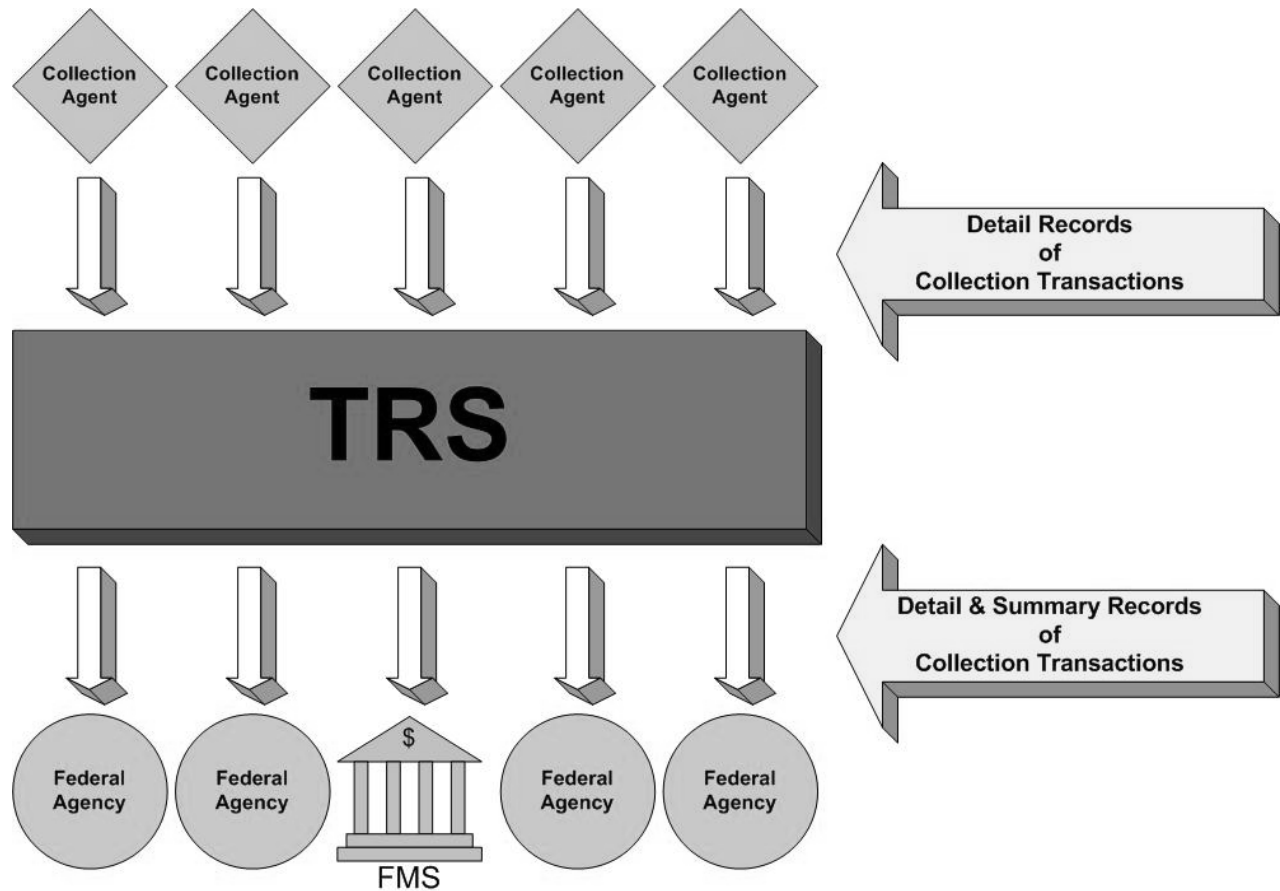 Collection
Agent
Collection
Agent
Collection
Agent
Collection
Agent
Collection
Agent
Detail Records
of
Collection Transactions
TRS
Detail & Summary Records
of
Collection Transactions
Federal
Agency
Federal
Agency
$
FMS
Federal
Agency
Federal
Agency